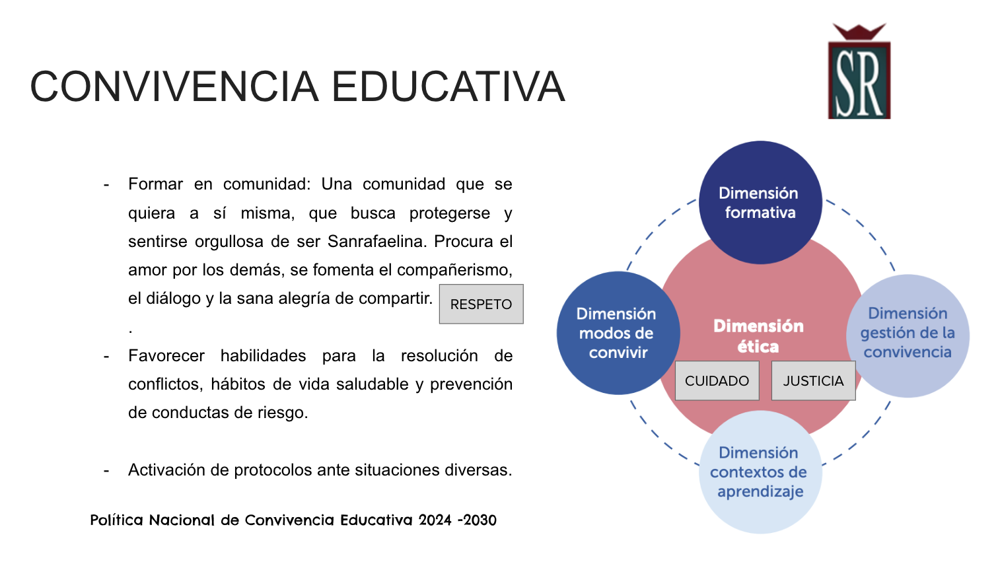 SR
CONVIVENCIA EDUCATIVA
- Formar en comunidad: Una comunidad que se
quiera a sí misma, que busca protegerse y
sentirse orgullosa de ser Sanrafaelina. Procura el
amor por los demás, se fomenta el compañerismo,
el diálogo y la sana alegría de compartir.
RESPETO
.
- Favorecer habilidades para la resolución de
conflictos, hábitos de vida saludable y prevención
de conductas de riesgo.
- Activación de protocolos ante situaciones diversas.
Política Nacional de Convivencia Educativa 2024 -2030
Dimensión
formativa
Dimensión
modos de
convivir
Dimensión
ética
CUIDADO
JUSTICIA
Dimensión
gestión de la
convivencia
Dimensión
contextos de
aprendizaje